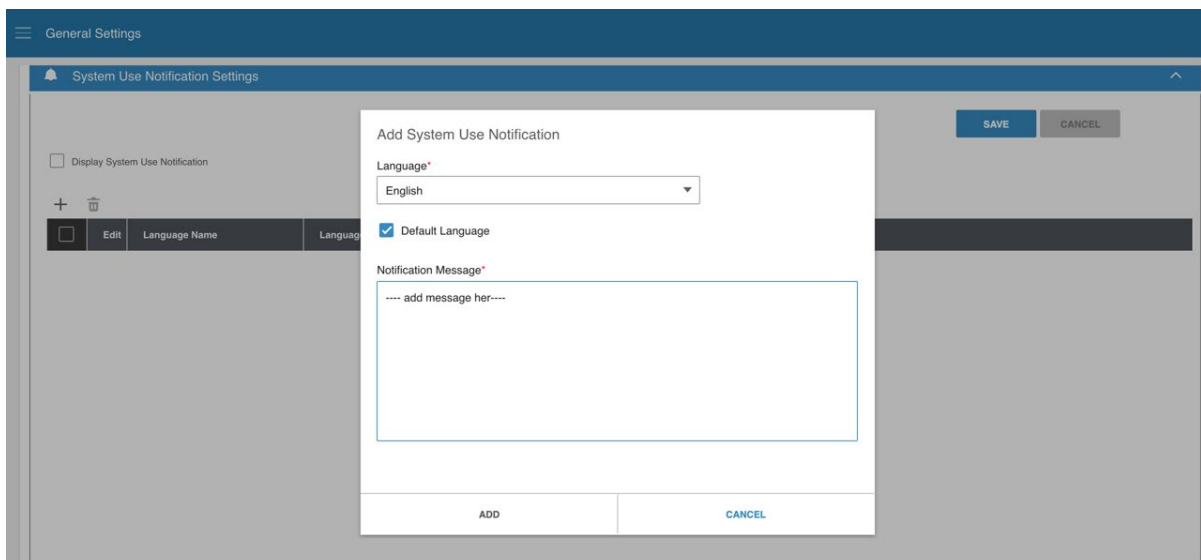 General Settings
System Use Notification Settings
SAVE
CANCEL
Display System Use Notification
Edit
Language Name
Languag
Add System Use Notification
Language*
English
Default Language
Notification Message*
---- add message her----
ADD
CANCEL